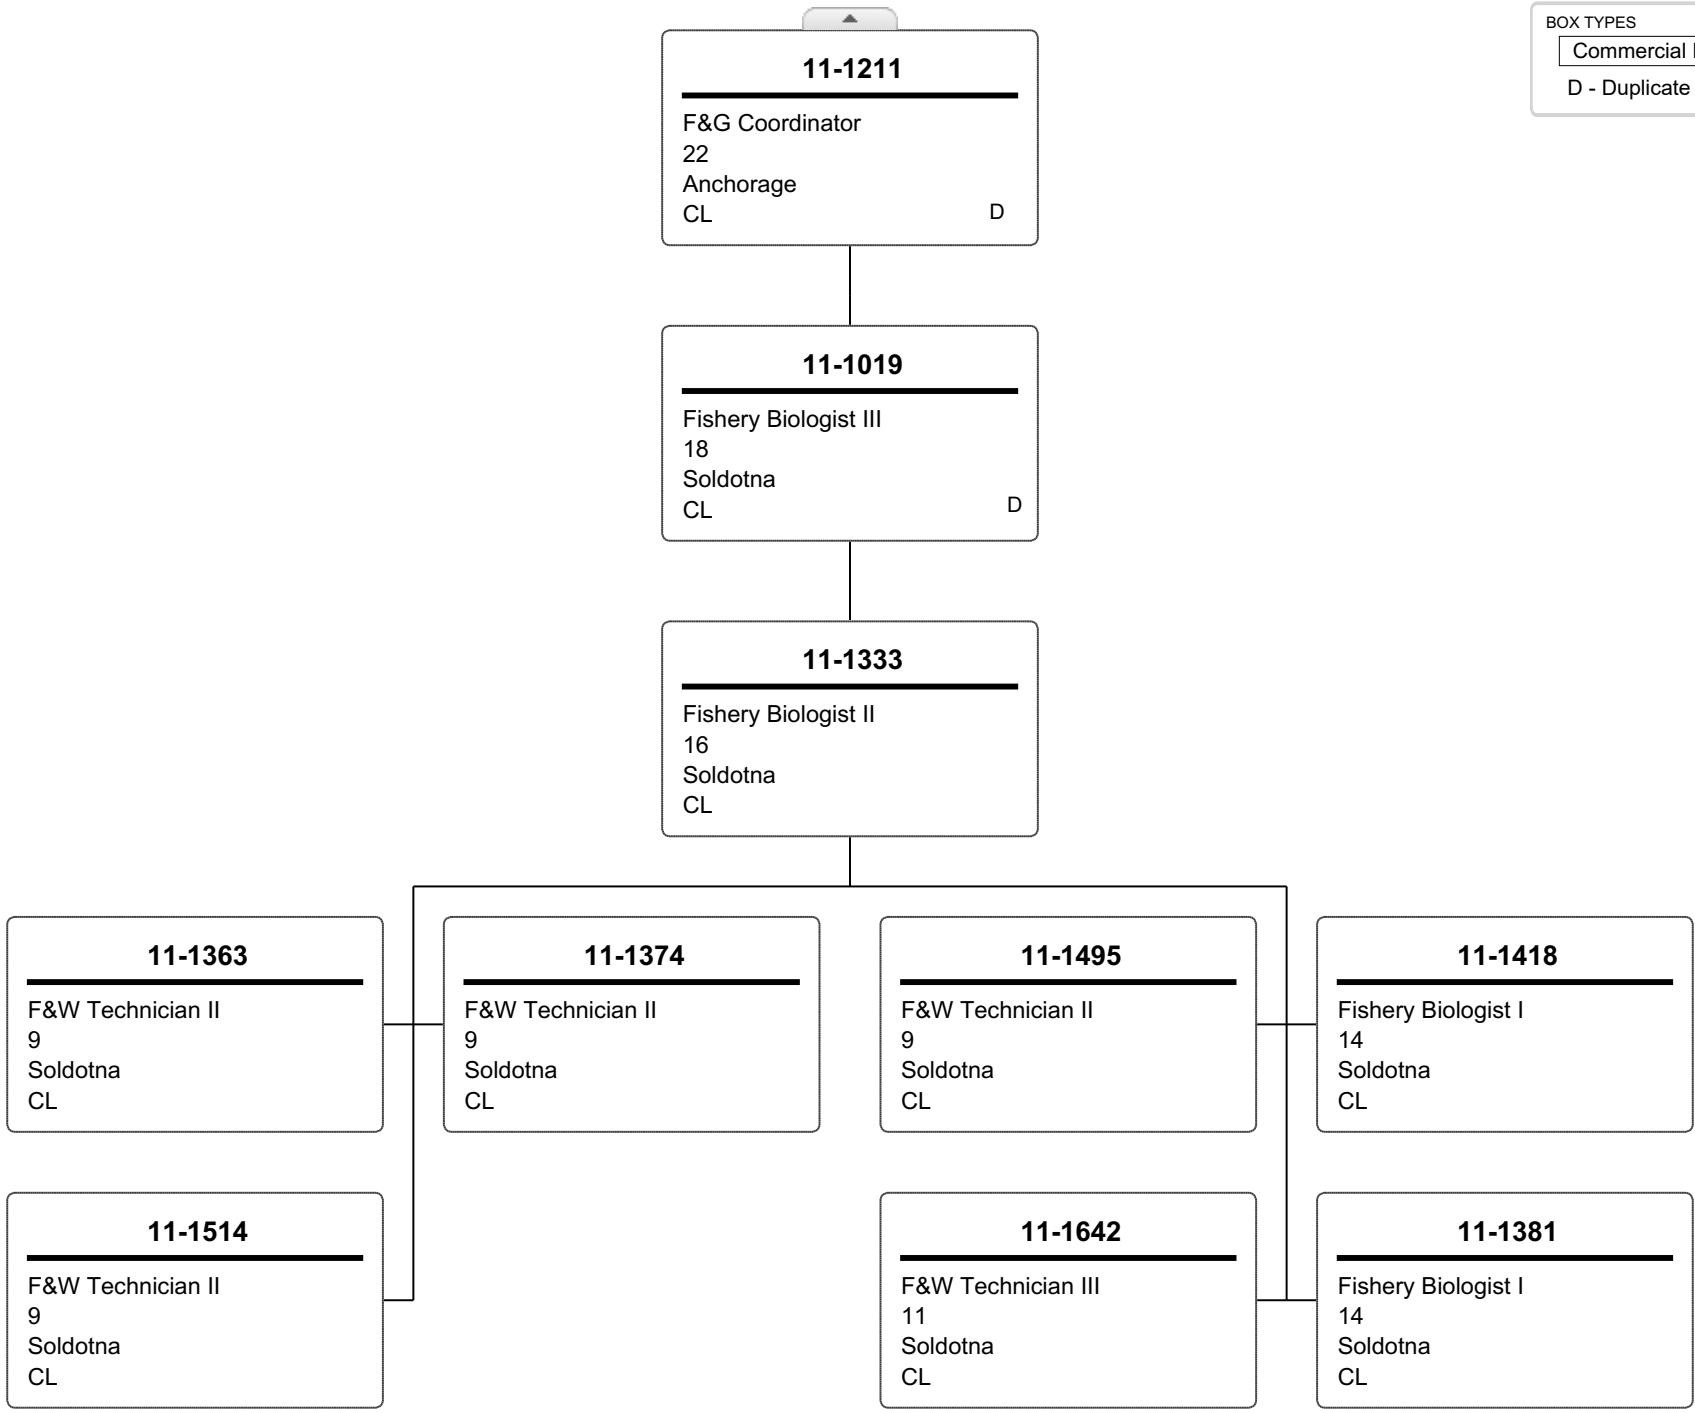 BOX TYPES
Commercial
D - Duplicate
11-1211
F&G Coordinator
22
Anchorage
CL
D
11-1019
Fishery Biologist III
18
Soldotna
CL
D
11-1333
Fishery Biologist II
16
Soldotna
CL
11-1363
F&W Technician II
9
Soldotna
CL
11-1374
F&W Technician II
9
Soldotna
CL
11-1495
F&W Technician II
9
Soldotna
CL
11-1418
Fishery Biologist I
14
Soldotna
CL
11-1514
F&W Technician II
9
Soldotna
CL
11-1642
F&W Technician III
11
Soldotna
CL
11-1381
Fishery Biologist I
14
Soldotna
CL